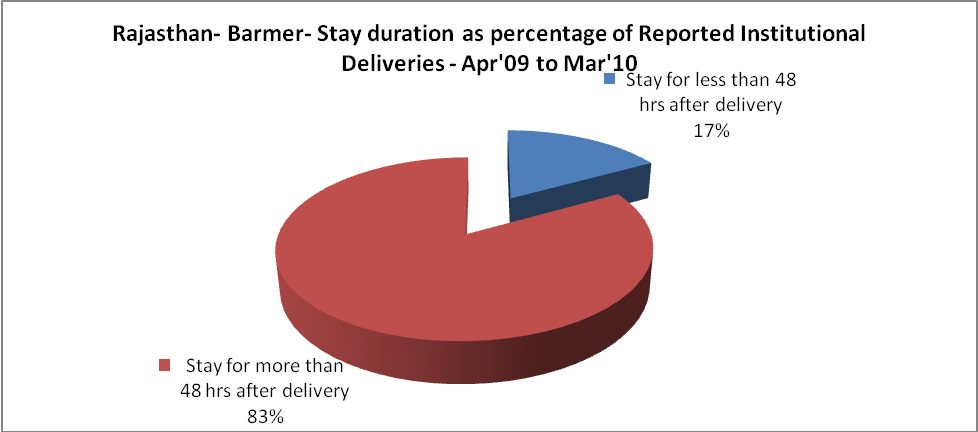 Rajasthan- Barmer- Stay duration as percentage of Reported Institutional
Deliveries - Apr'09 to Mar'10
Stay for less than 48
hrs after delivery
17%
Stay for more than
48 hrs after delivery
83%